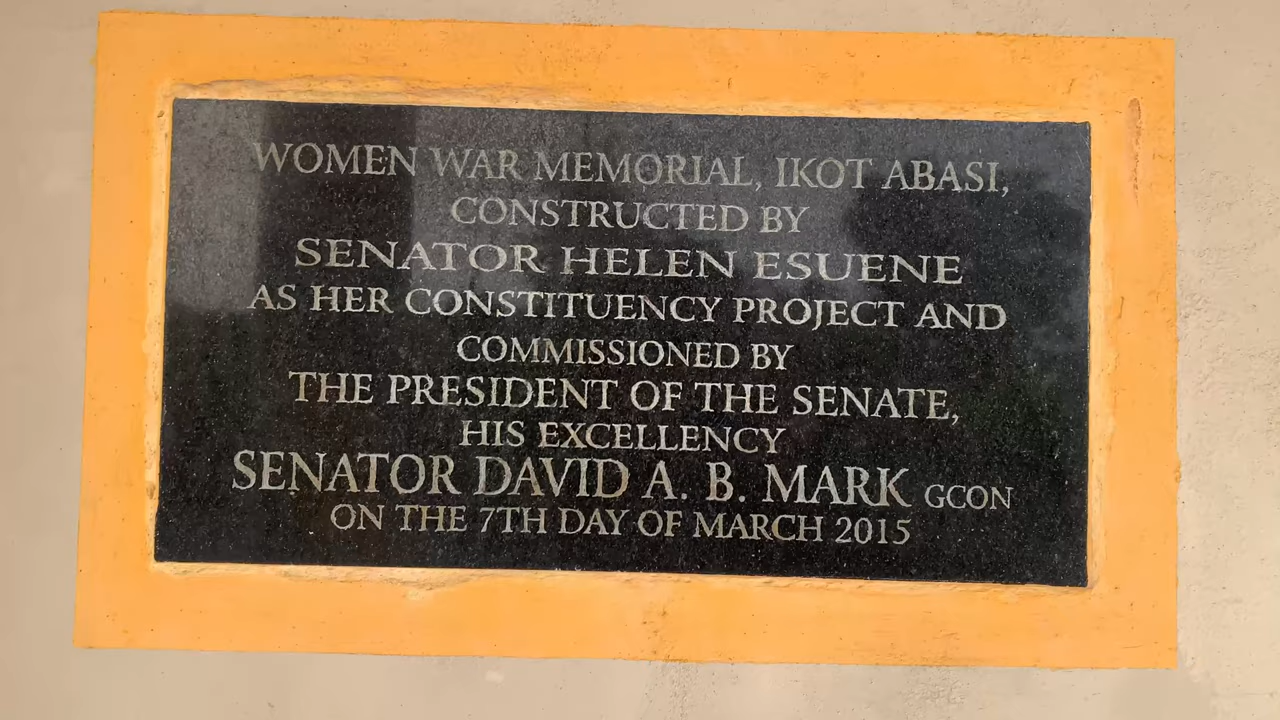 WOMEN WAR MEMORIAL, IKOT ABASI,
CONSTRUCTED BY
SENATOR HELEN ESUENE
AS HER CONSTITUENCY PROJECT AND
COMMISSIONED BY
THE PRESIDENT OF THE SENATE,
HIS EXCELLENCY
SENATOR DAVID A. B. MARK GCON
ON THE 7TH DAY OF MARCH 2015